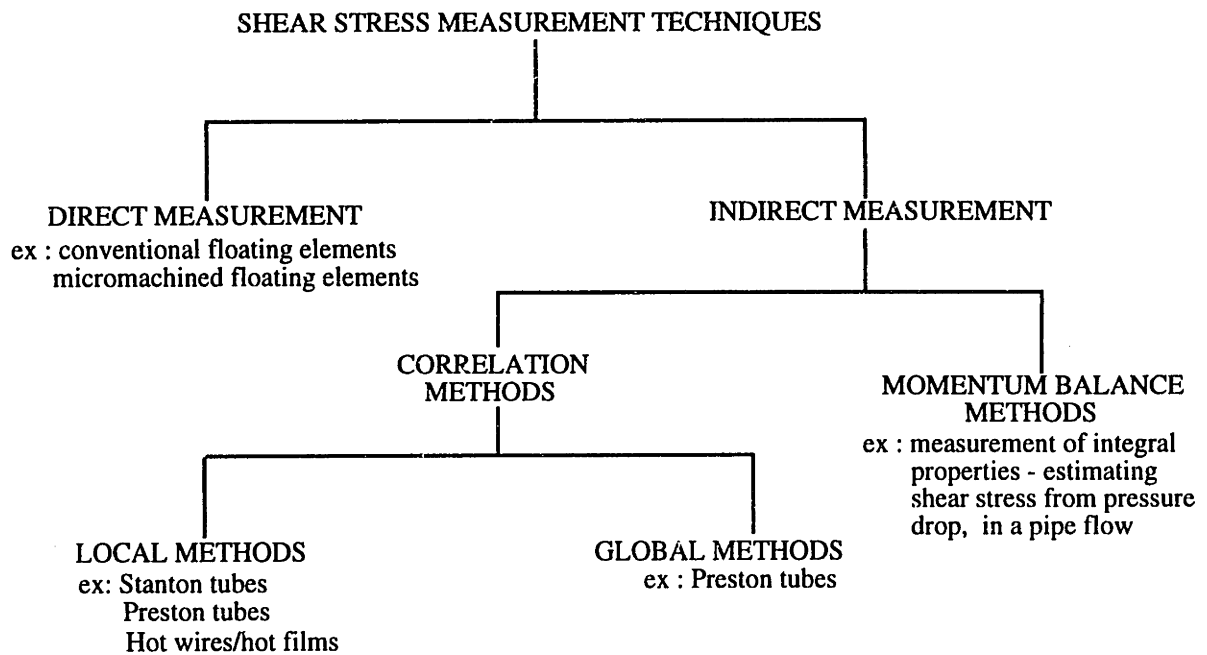 SHEAR STRESS MEASUREMENT TECHNIQUES
DIRECT MEASUREMENT
ex : conventional floating elements
micromachined floating elements
INDIRECT MEASUREMENT
CORRELATION
METHODS
MOMENTUM BALANCE
METHODS
ex : measurement of integral
properties - estimating
shear stress from pressure
drop, in a pipe flow
LOCAL METHODS
ex: Stanton tubes
Preston tubes
Hot wires/hot films
GLOBAL METHODS
ex : Preston tubes